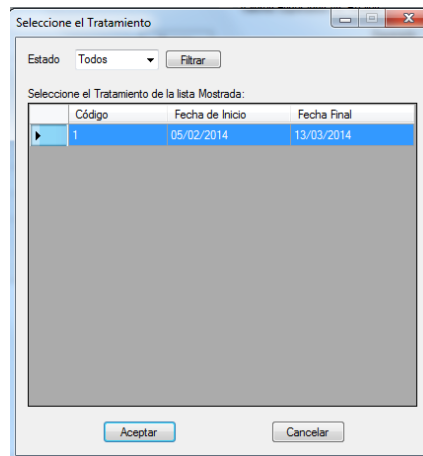 Seleccione el Tratamiento
Estado Todos Filtrar
Seleccione el Tratamiento de la lista Mostrada:
Código Fecha de Inicio Fecha Final
1 05/02/2014 13/03/2014
Aceptar Cancelar